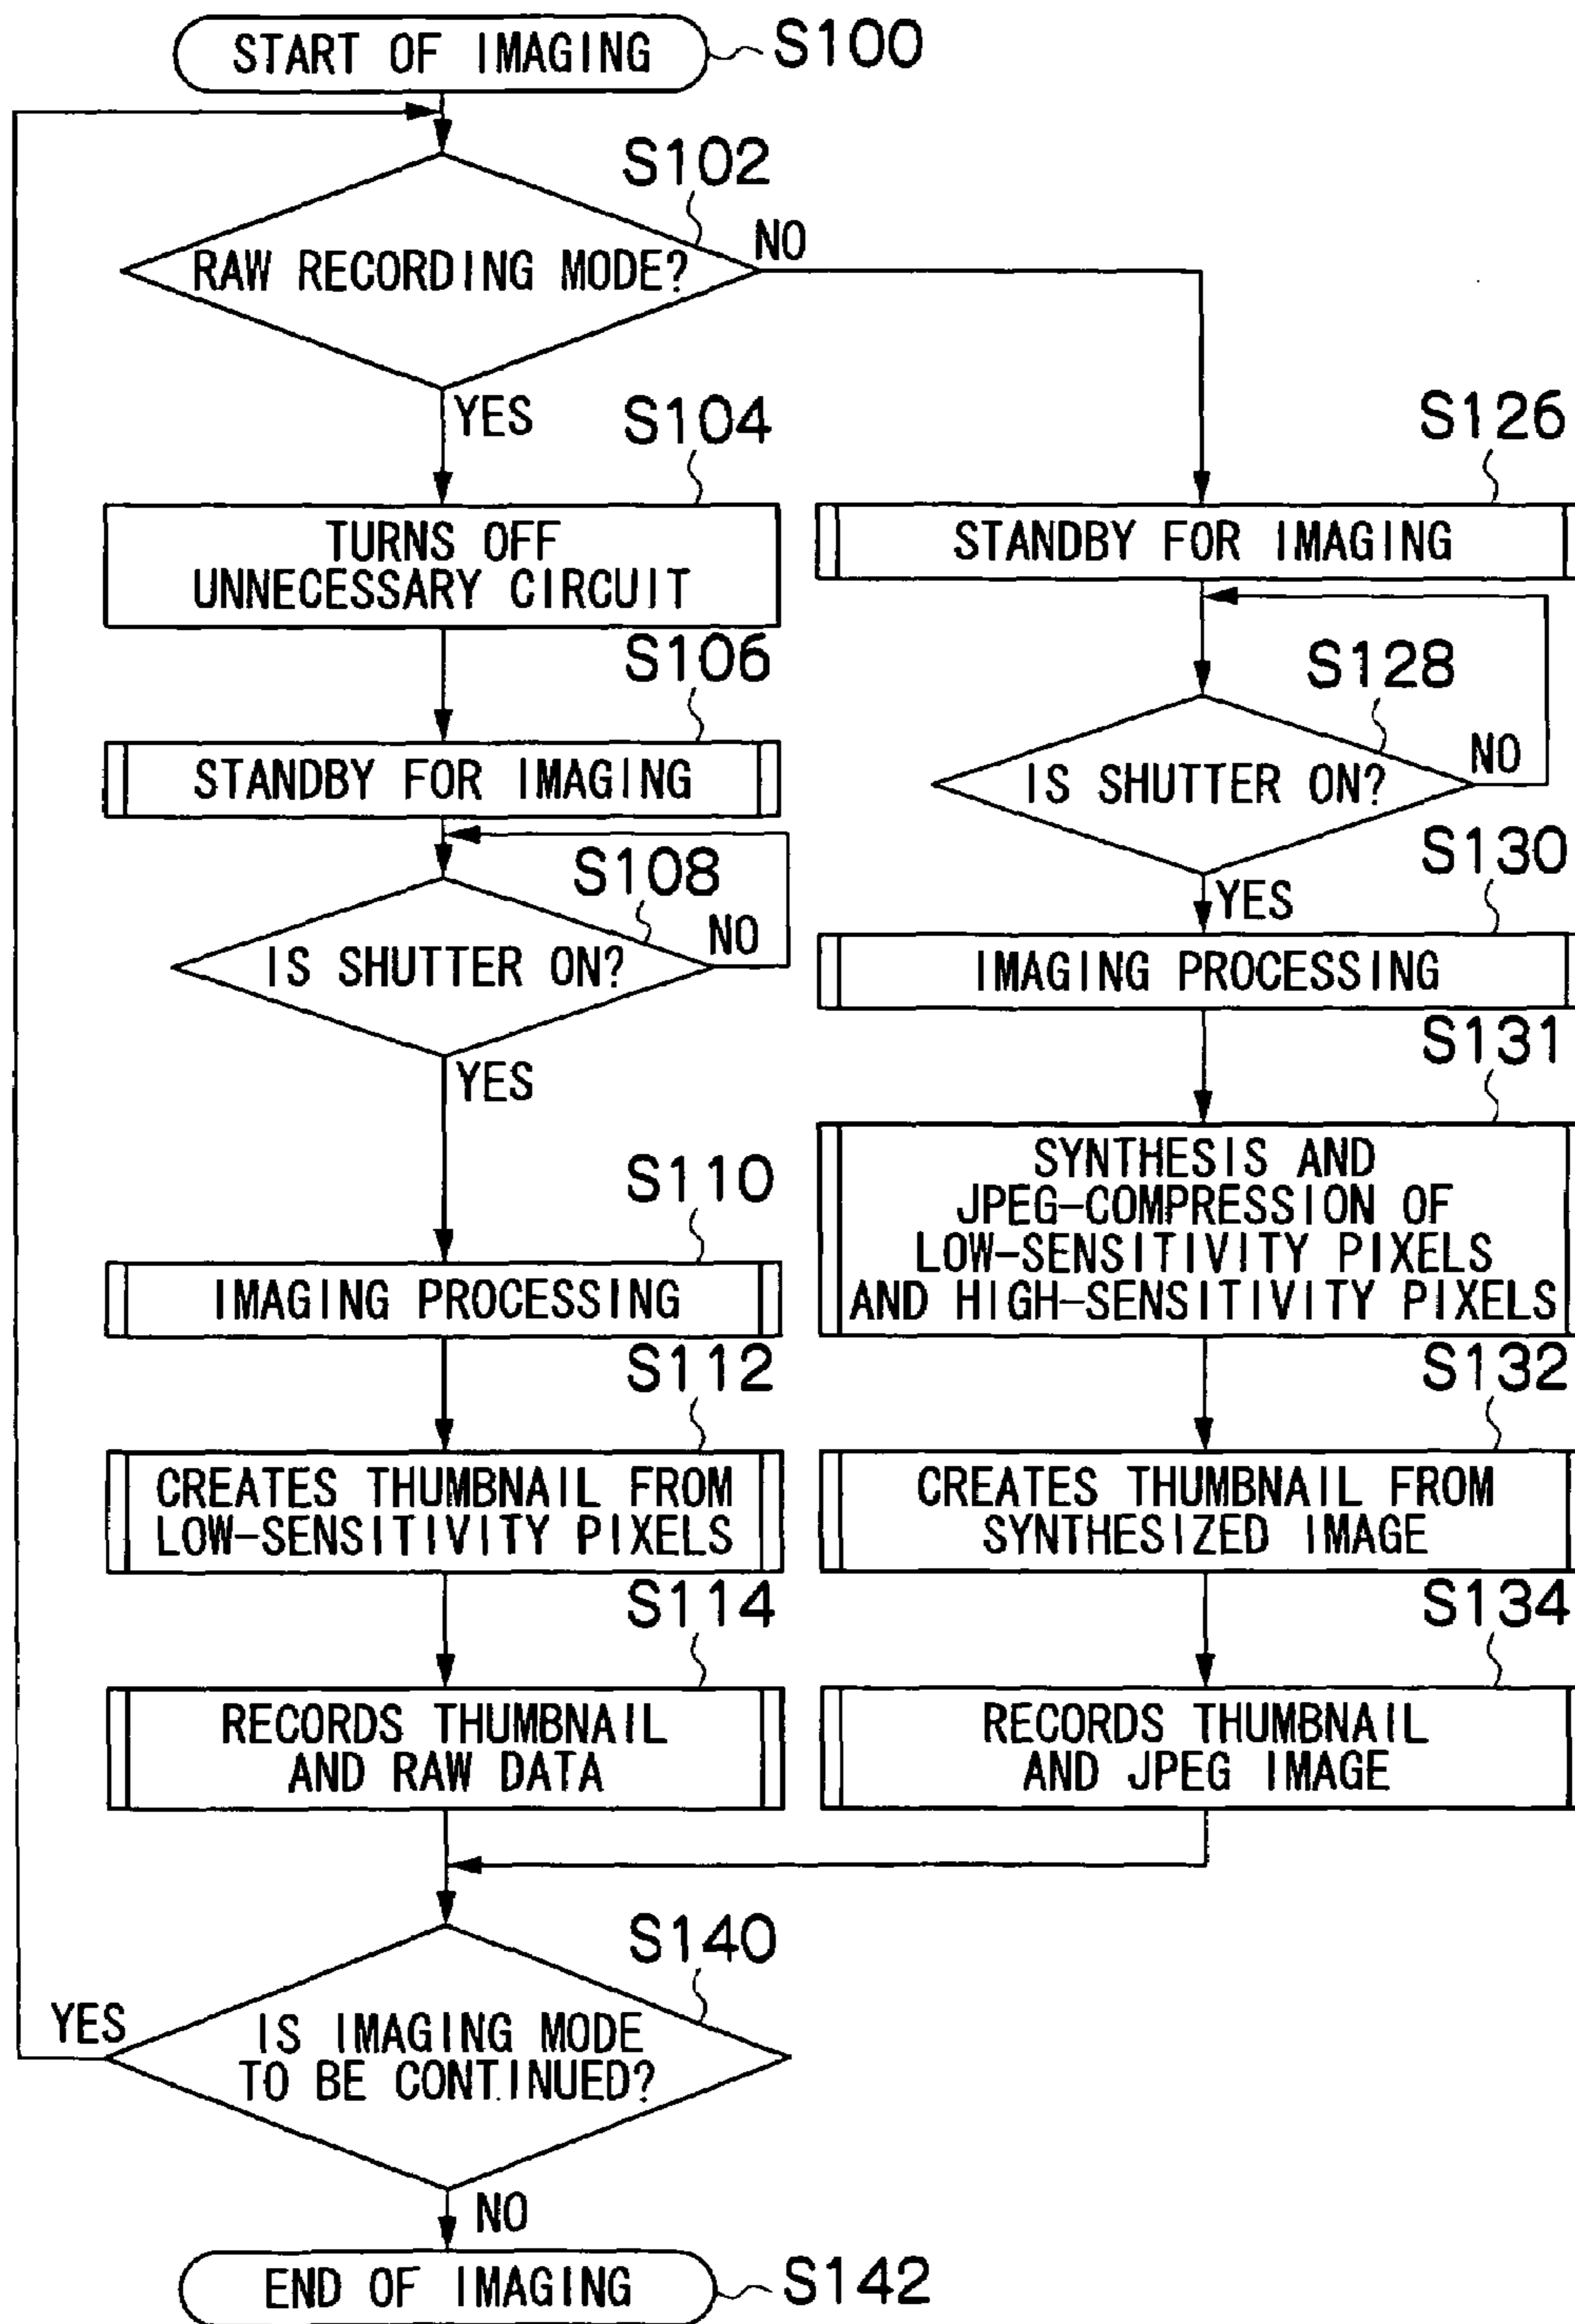 START OF IMAGING
S100
S102
RAW RECORDING MODE?
NO
YES
S104
TURNS OFF
UNNECESSARY CIRCUIT
S106
STANDBY FOR IMAGING
S108
IS SHUTTER ON?
NO
YES
S110
IMAGING PROCESSING
S112
CREATES THUMBNAIL FROM
LOW-SENSITIVITY PIXELS
S114
RECORDS THUMBNAIL
AND RAW DATA
S126
STANDBY FOR IMAGING
S128
IS SHUTTER ON?
NO
YES
S130
IMAGING PROCESSING
S131
SYNTHESIS AND
JPEG-COMPRESSION OF
LOW-SENSITIVITY PIXELS
AND HIGH-SENSITIVITY PIXELS
S132
CREATES THUMBNAIL FROM
SYNTHESIZED IMAGE
S134
RECORDS THUMBNAIL
AND JPEG IMAGE
S140
IS IMAGING MODE
TO BE CONTINUED?
YES
NO
END OF IMAGING
S142